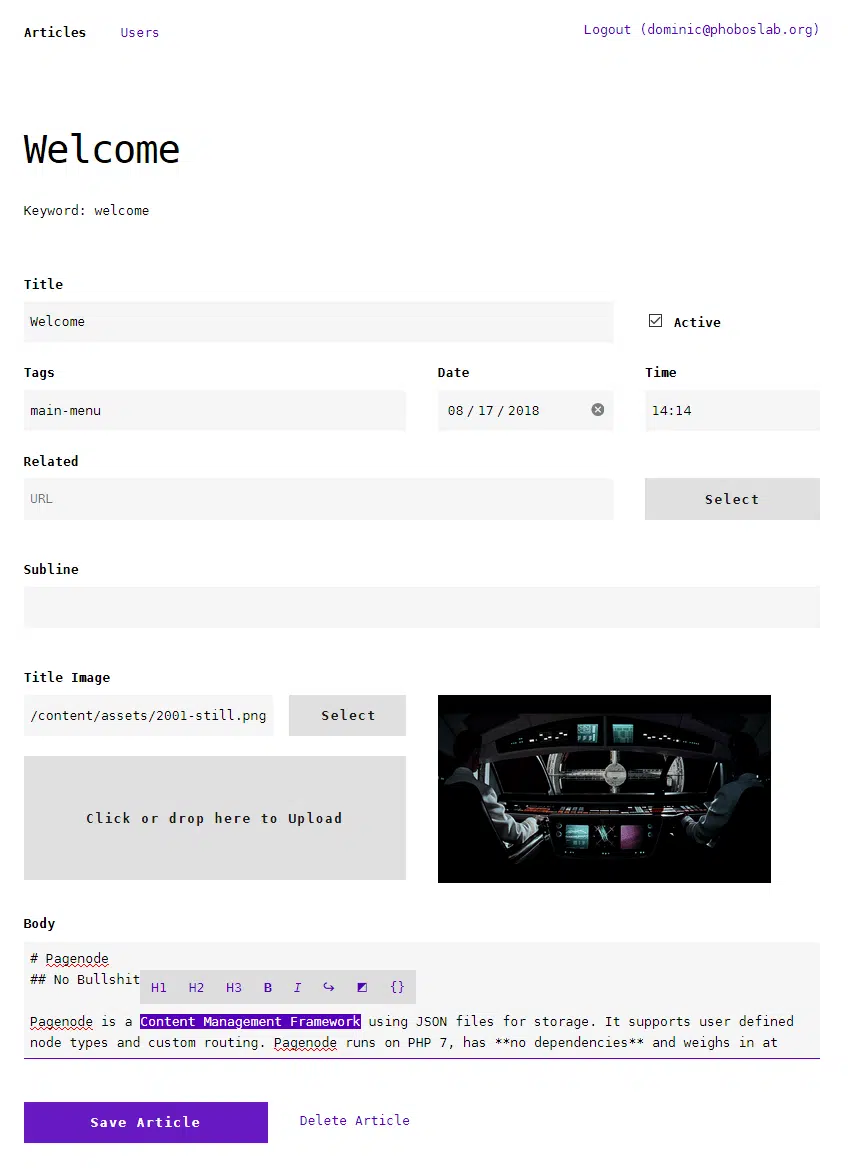 Articles Users Logout (dominic@phoboslab.org)
Welcome
Keyword: welcome
Title
Welcome Active
Tags Date Time
main-menu 08/17/2018 14:14
Related
URL Select
Subline
Title Image
/content/assets/2001-still.png Select
Click or drop here to Upload
Body
# Pagenode
## No Bullshit
H1 H2 H3 B I {}
Pagenode is a Content Management Framework using JSON files for storage. It supports user defined
node types and custom routing. Pagenode runs on PHP 7, has **no dependencies** and weighs in at
Save Article Delete Article